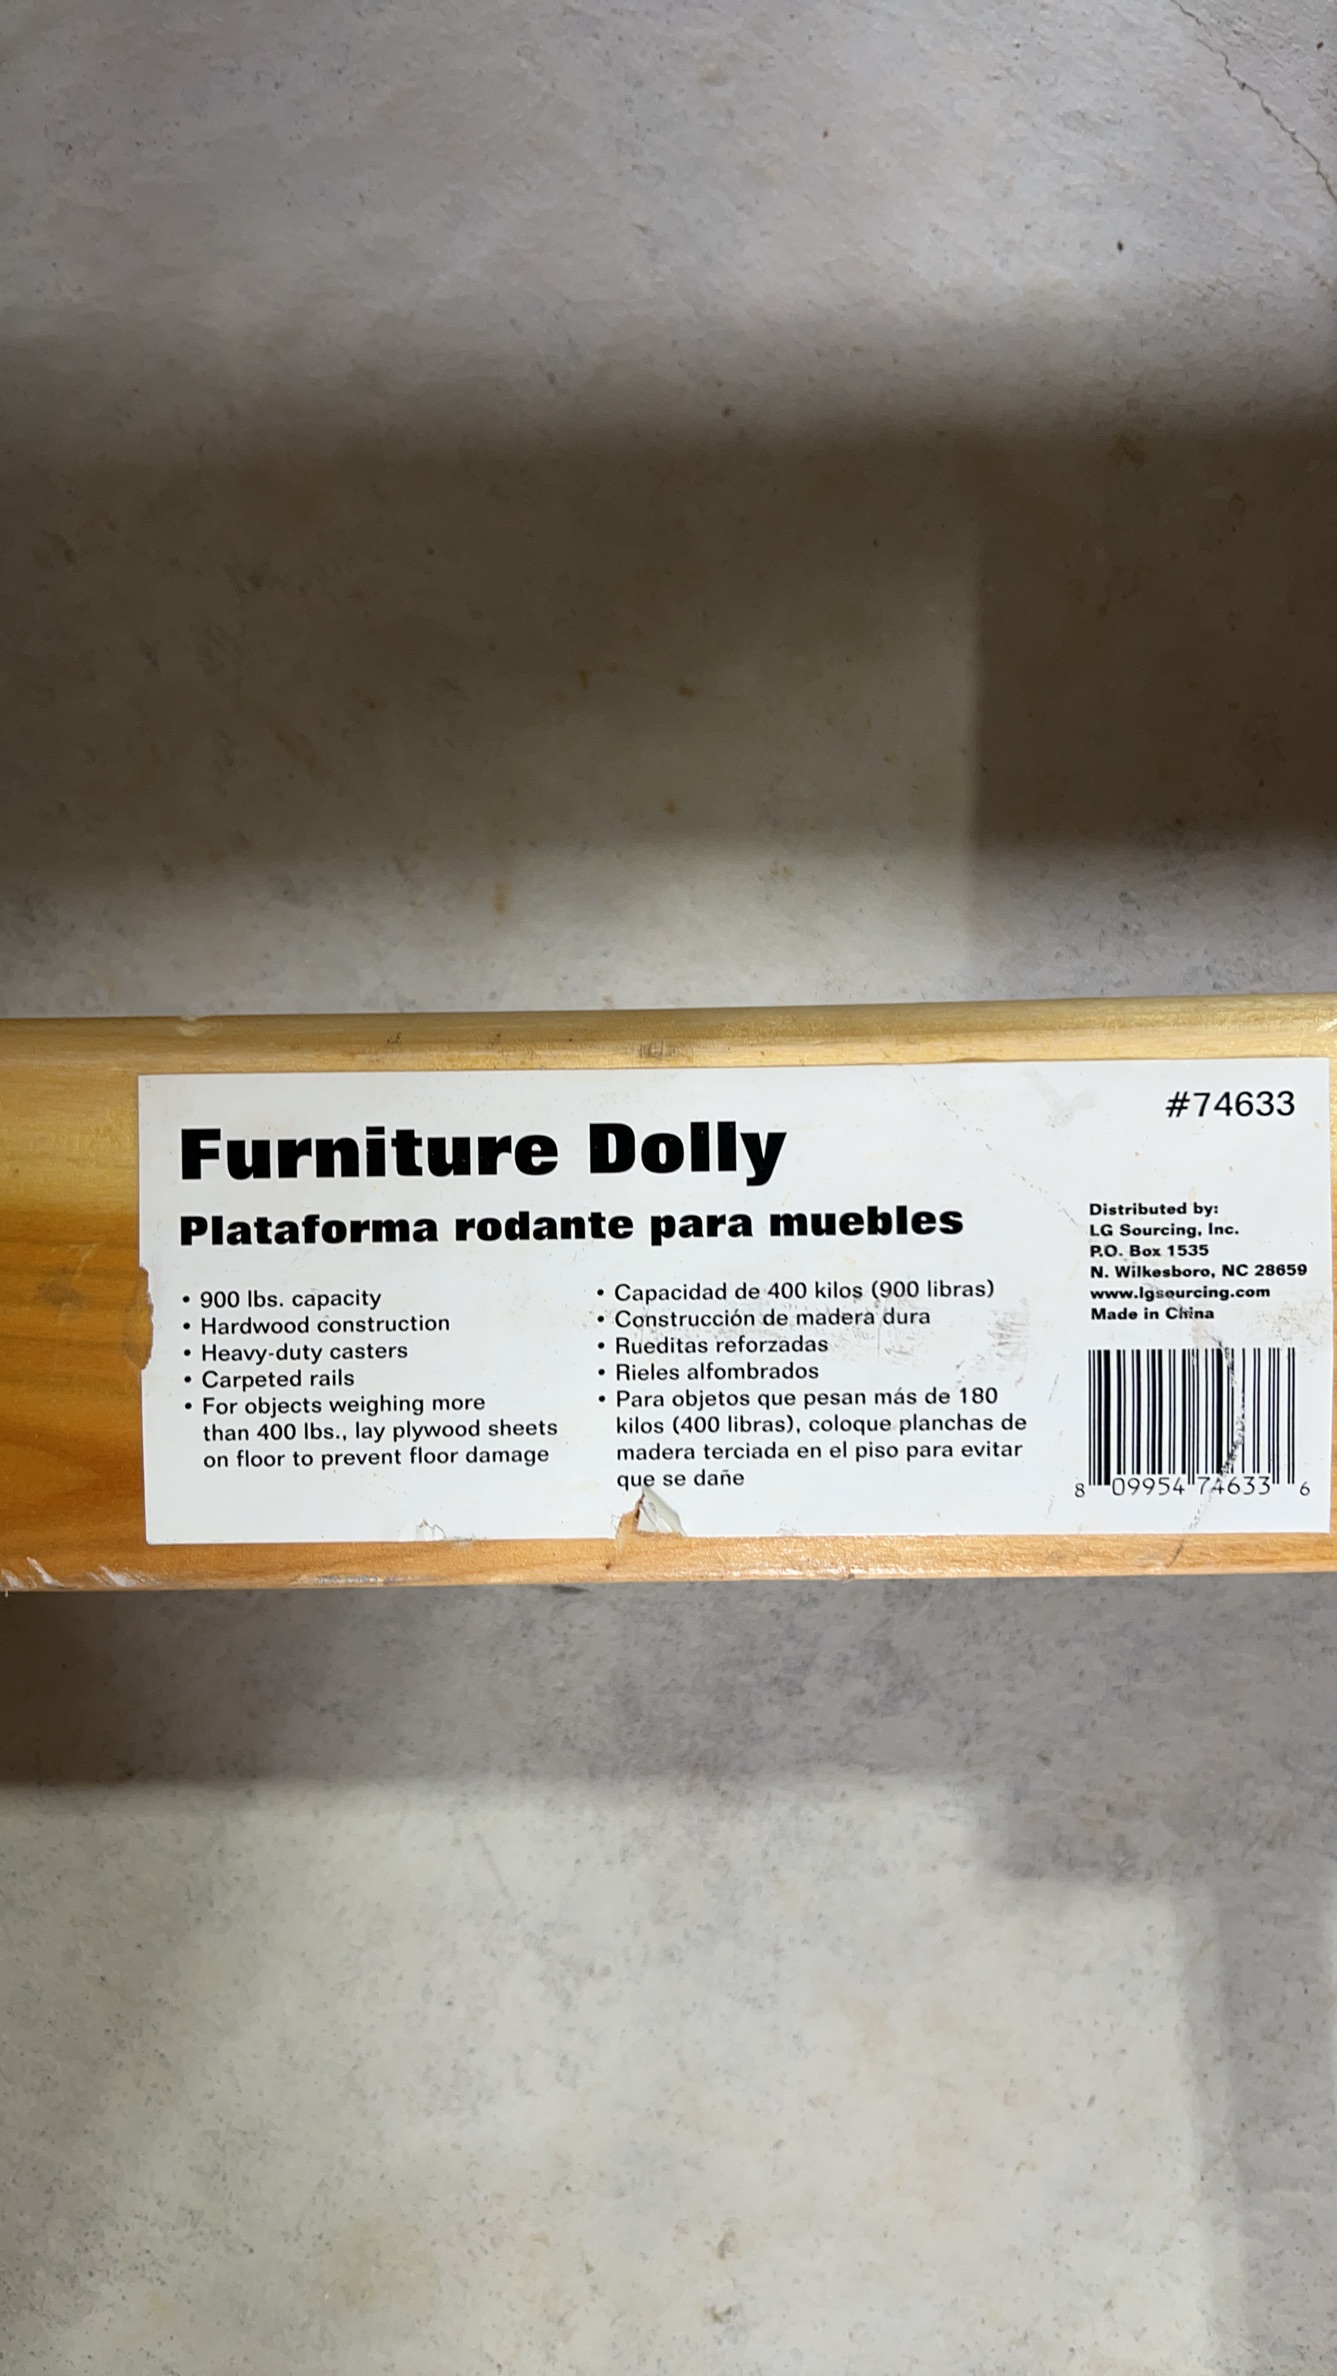 #74633
Furniture Dolly
Plataforma rodante para muebles
• 900 lbs. capacity
• Hardwood construction
• Heavy-duty casters
• Carpeted rails
• For objects weighing more
than 400 lbs., lay plywood sheets
on floor to prevent floor damage
• Capacidad de 400 kilos (900 libras)
• Construcción de madera dura
• Rueditas reforzadas
• Rieles alfombrados
• Para objetos que pesan más de 180
kilos (400 libras), coloque planchas de
madera terciada en el piso para evitar
que se dañe
Distributed by:
LG Sourcing, Inc.
P.O. Box 1535
N. Wilkesboro, NC 28659
www.lgsourcing.com
Made in China
8 09954 74633 6